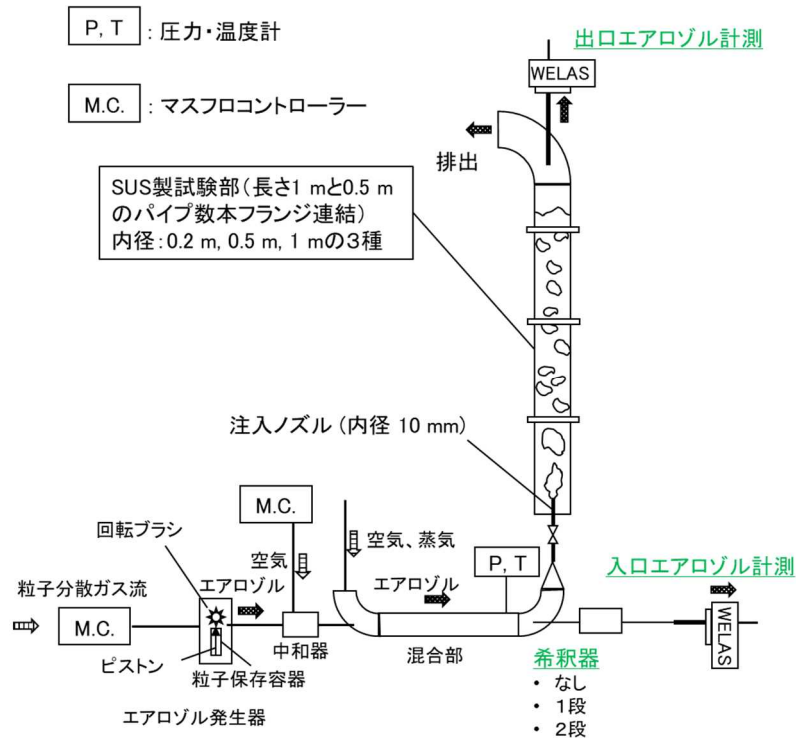 P, T : 圧力・温度計
M.C. : マスフロコントローラー
出口エアロゾル計測
WELAS
排出
SUS製試験部(長さ1 mと0.5 m
のパイプ数本フランジ連結)
内径:0.2 m, 0.5 m, 1 mの3種
注入ノズル (内径 10 mm)
M.C.
回転ブラシ
空気
空気、蒸気
P, T
入口エアロゾル計測
粒子分散ガス流
エアロゾル
エアロゾル
M.C.
WELAS
ピストン
中和器
混合部
希釈器
粒子保存容器
• なし
• 1段
• 2段
エアロゾル発生器